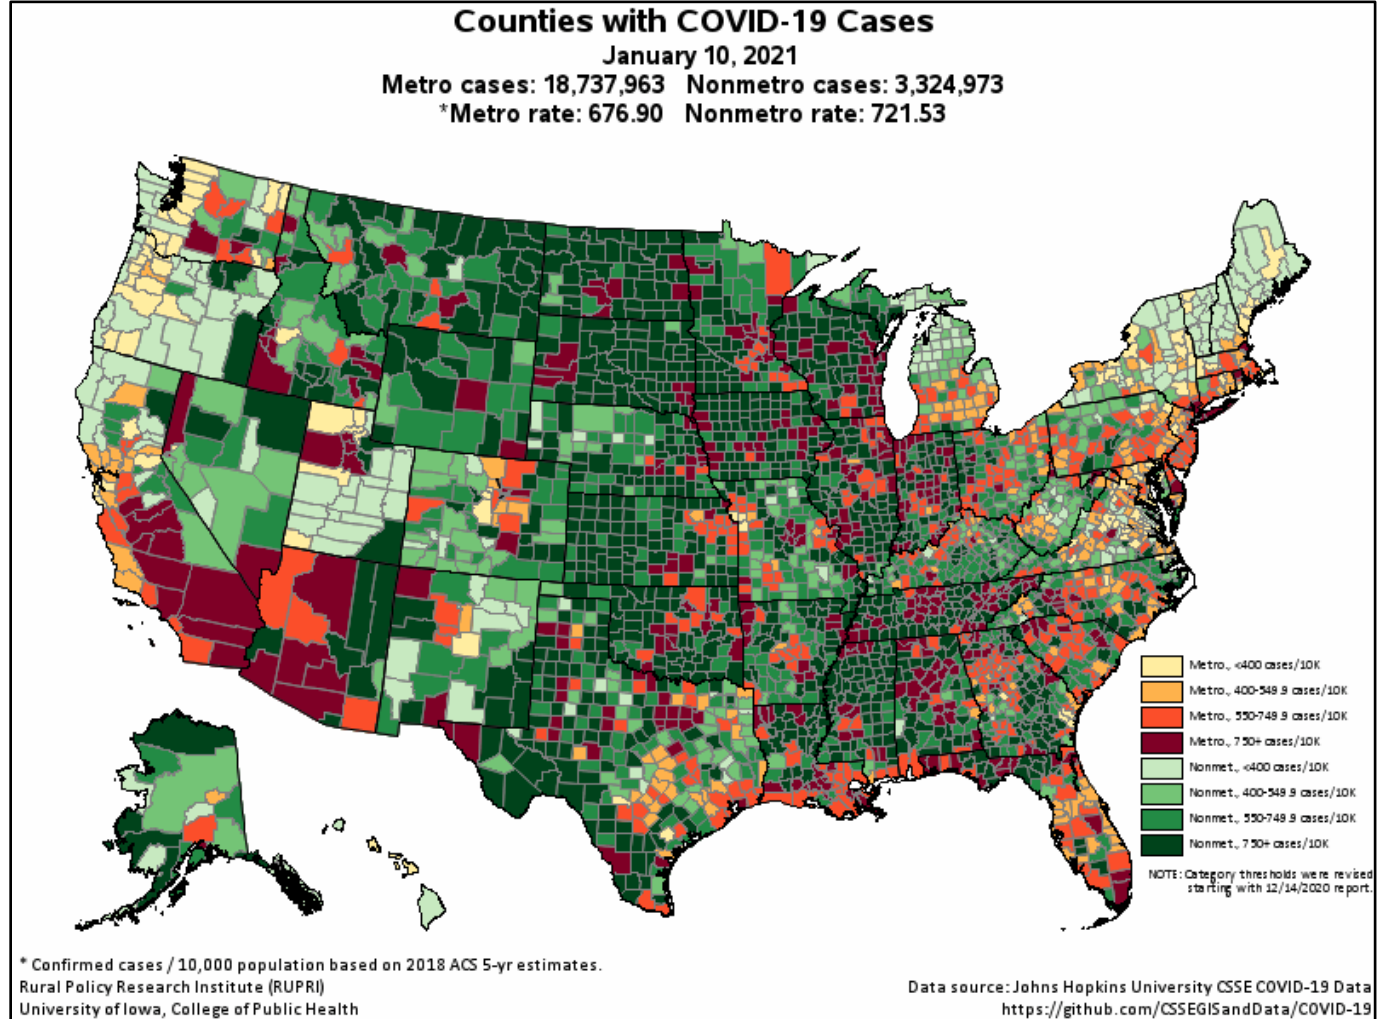 Counties with COVID-19 Cases
January 10, 2021
Metro cases: 18,737,963 Nonmetro cases: 3,324,973
*Metro rate: 676.90 Nonmetro rate: 721.53
Metro., <400 cases/10K
Metro., 400-549.9 cases/10K
Metro., 550-749.9 cases/10K
Metro., 750+ cases/10K
Nonmet., <400 cases/10K
Nonmet., 400-549.9 cases/10K
Nonmet., 550-749.9 cases/10K
Nonmet., 750+ cases/10K
NOTE: Category thresholds were revised
starting with 12/14/2020 report.
* Confirmed cases / 10,000 population based on 2018 ACS 5-yr estimates.
Rural Policy Research Institute (RUPRI)
University of Iowa, College of Public Health
Data source: Johns Hopkins University CSSE COVID-19 Data
https://github.com/CSSEGISandData/COVID-19